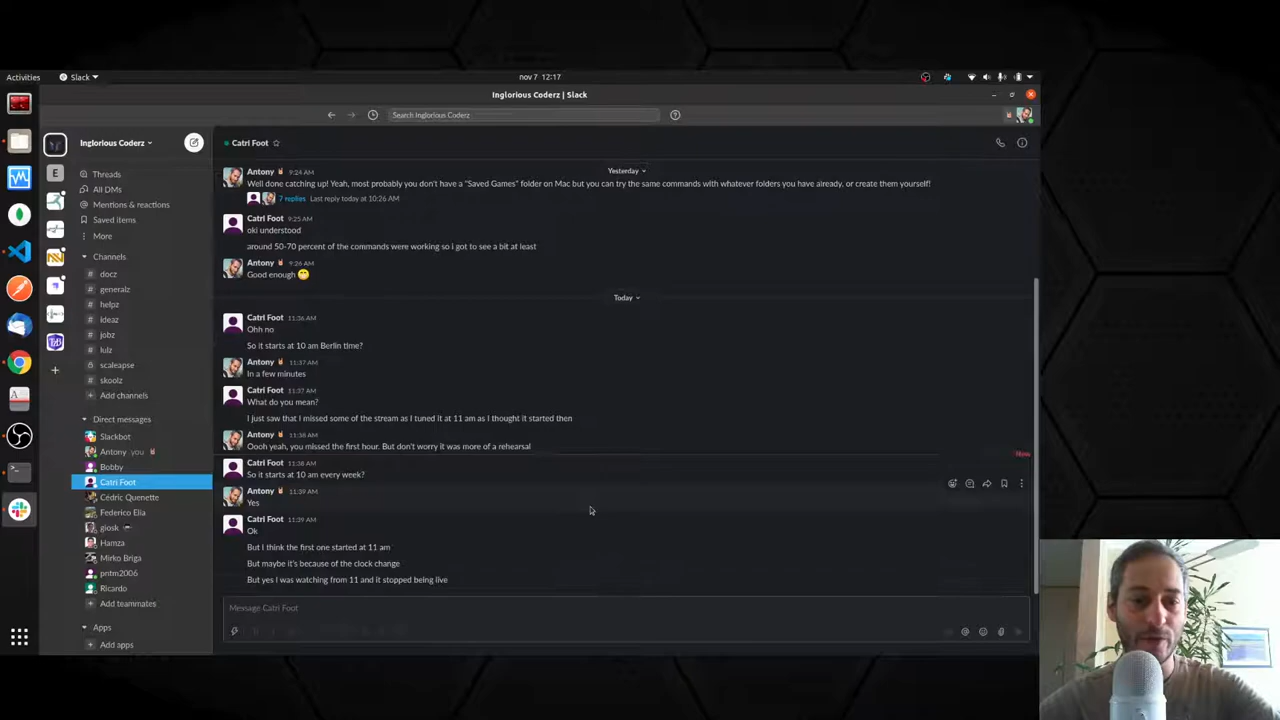 Activities
Slack
nov 7 12:17
Inglorious Coderz | Slack
Search Inglorious Coderz
Inglorious Coderz
Threads
All DMs
Mentions & reactions
Saved items
More
Channels
# docz
# generalz
# helpz
# ideaz
# jobz
# lulz
scaleapse
# skoolz
Add channels
Direct messages
Slackbot
Antony you
Bobby
Catri Foot
Cédric Quenette
Federico Elia
giosk
Hamza
Mirko Briga
pntm2006
Ricardo
Add teammates
Apps
Add apps
E
Catri Foot
Yesterday
Antony 9:24 AM
Well done catching up! Yeah, most probably you don't have a "Saved Games" folder on Mac but you can try the same commands with whatever folders you have already, or create them yourself!
7 replies Last reply today at 10:26 AM
Catri Foot 9:25 AM
oki understood
around 50-70 percent of the commands were working so i got to see a bit at least
Antony 9:26 AM
Good enough 😁
Today
Catri Foot 11:36 AM
Ohh no
So it starts at 10 am Berlin time?
Antony 11:37 AM
In a few minutes
Catri Foot 11:37 AM
What do you mean?
I just saw that I missed some of the stream as I tuned it at 11 am as I thought it started then
Antony 11:38 AM
Oooh yeah, you missed the first hour. But don't worry it was more of a rehearsal
New
Catri Foot 11:38 AM
So it starts at 10 am every week?
Antony 11:39 AM
Yes
Catri Foot 11:39 AM
Ok
But I think the first one started at 11 am
But maybe it's because of the clock change
But yes I was watching from 11 and it stopped being live
Message Catri Foot